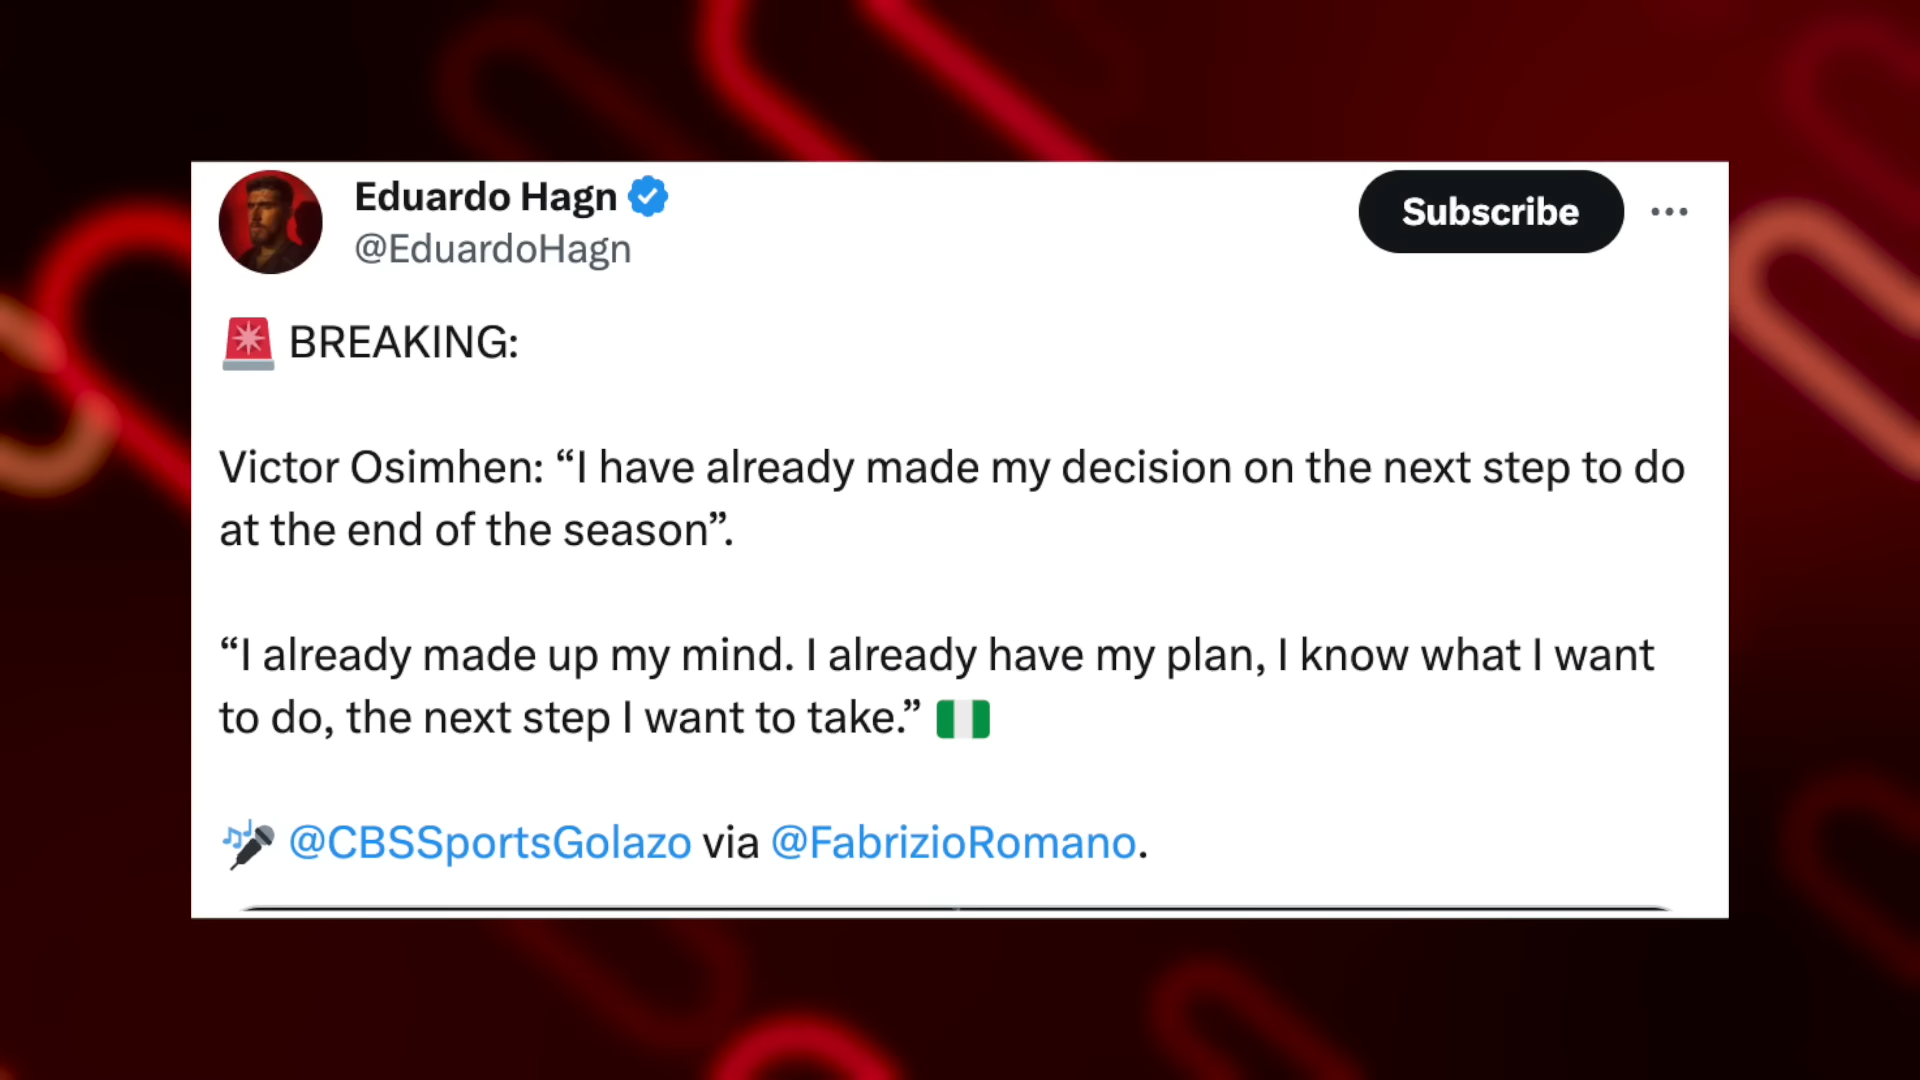 Eduardo Hagn
@EduardoHagn
Subscribe
🚨 BREAKING:
Victor Osimhen: “I have already made my decision on the next step to do
at the end of the season”.
“I already made up my mind. I already have my plan, I know what I want
to do, the next step I want to take.” 🇳🇬
🎤 @CBSSportsGolazo via @FabrizioRomano.